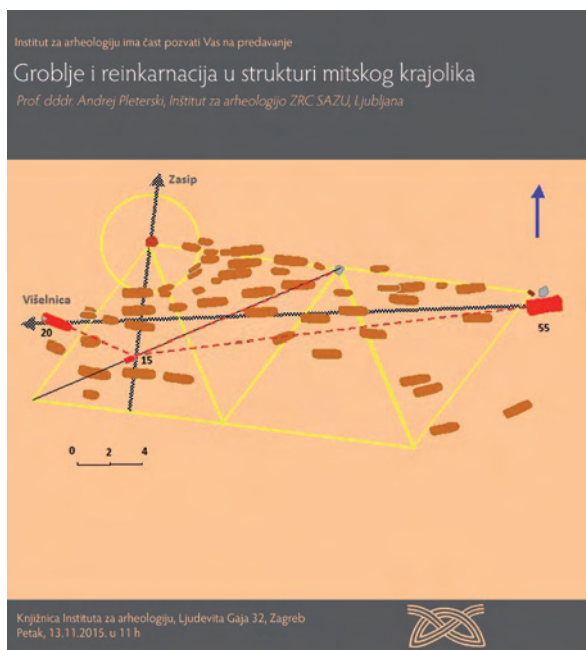 Institut za arheologiju ima čast pozvati Vas na predavanje
Groblje i reinkarnacija u strukturi mitskog krajolika
Prof. dddr. Andrej Pleterski, Inštitut za arheologijo ZRC SAZU, Ljubljana
Zasip
Višelnica
20
55
15
0 2 4
Knjižnica Instituta za arheologiju, Ljudevita Gaja 32, Zagreb
Petak, 13.11.2015. u 11 h